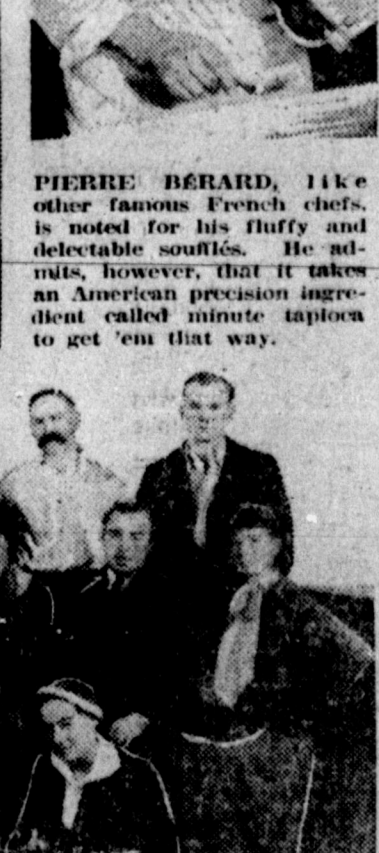 PIERRE BÉRARD, like
other famous French chefs,
is noted for his fluffy and
delectable soufflés. He ad-
mits, however, that it takes
an American precision ingre-
dient called minute tapioca
to get 'em that way.